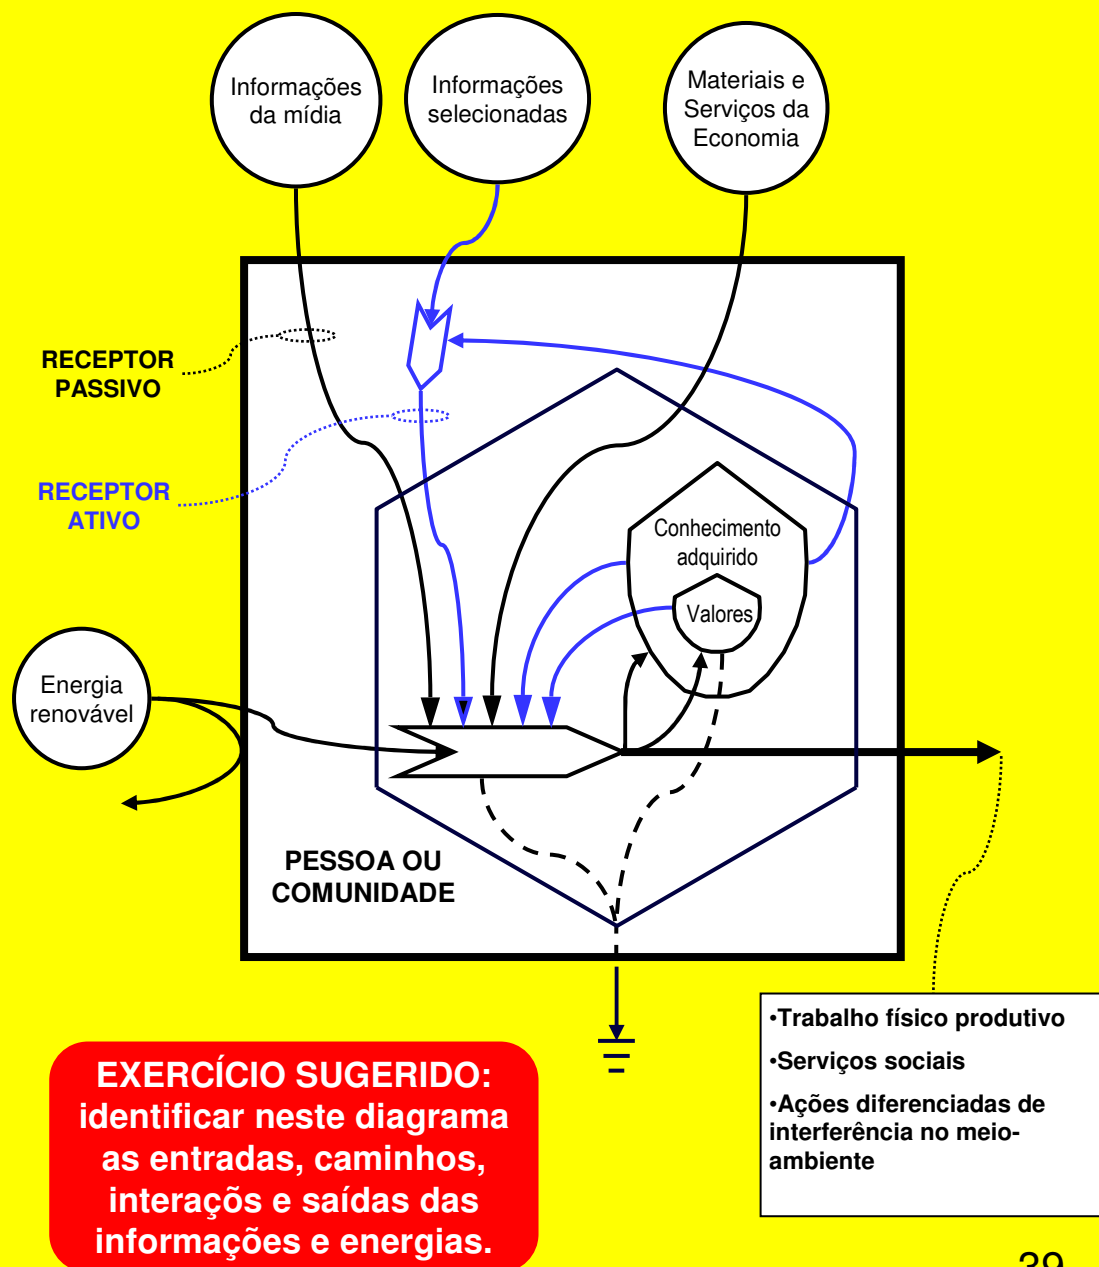 Informações
da mídia
Informações
selecionadas
Materiais e
Serviços da
Economia
RECEPTOR
PASSIVO
RECEPTOR
ATIVO
Conhecimento
adquirido
Valores
Energia
renovável
PESSOA OU
COMUNIDADE
•Trabalho físico produtivo
•Serviços sociais
•Ações diferenciadas de
interferência no meio-
ambiente
EXERCÍCIO SUGERIDO:
identificar neste diagrama
as entradas, caminhos,
interaçõs e saídas das
informações e energias.
39